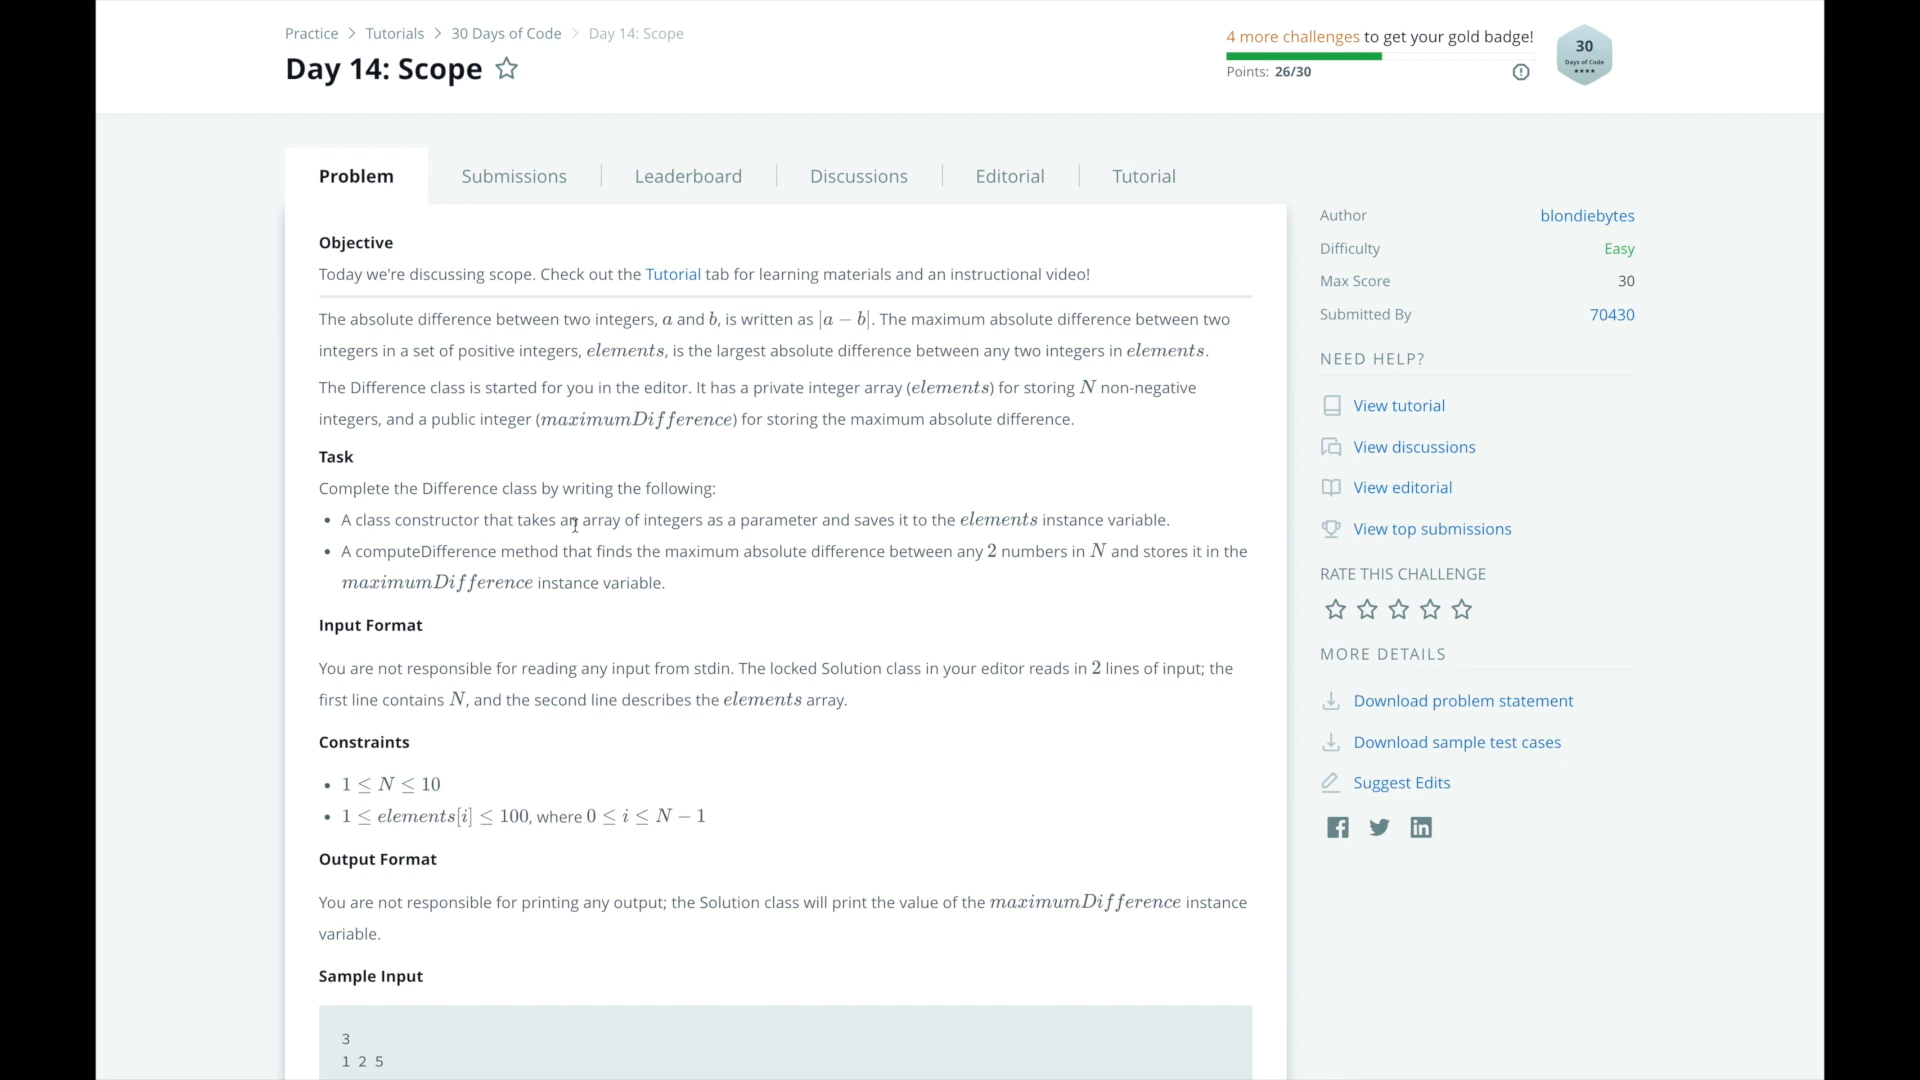 Practice > Tutorials > 30 Days of Code > Day 14: Scope
Day 14: Scope
4 more challenges to get your gold badge!
Points: 26/30
30
Days of Code
Problem
Submissions
Leaderboard
Discussions
Editorial
Tutorial
Objective
Today we're discussing scope. Check out the Tutorial tab for learning materials and an instructional video!
The absolute difference between two integers, a and b, is written as |a − b|. The maximum absolute difference between two
integers in a set of positive integers, elements, is the largest absolute difference between any two integers in elements.
The Difference class is started for you in the editor. It has a private integer array (elements) for storing N non-negative
integers, and a public integer (maximumDifference) for storing the maximum absolute difference.
Task
Complete the Difference class by writing the following:
• A class constructor that takes an array of integers as a parameter and saves it to the elements instance variable.
• A computeDifference method that finds the maximum absolute difference between any 2 numbers in N and stores it in the
maximumDifference instance variable.
Input Format
You are not responsible for reading any input from stdin. The locked Solution class in your editor reads in 2 lines of input; the
first line contains N, and the second line describes the elements array.
Constraints
• 1 ≤ N ≤ 10
• 1 ≤ elements[i] ≤ 100, where 0 ≤ i ≤ N − 1
Output Format
You are not responsible for printing any output; the Solution class will print the value of the maximumDifference instance
variable.
Sample Input
3
1 2 5
Author blondiebytes
Difficulty Easy
Max Score 30
Submitted By 70430
NEED HELP?
View tutorial
View discussions
View editorial
View top submissions
RATE THIS CHALLENGE
MORE DETAILS
Download problem statement
Download sample test cases
Suggest Edits